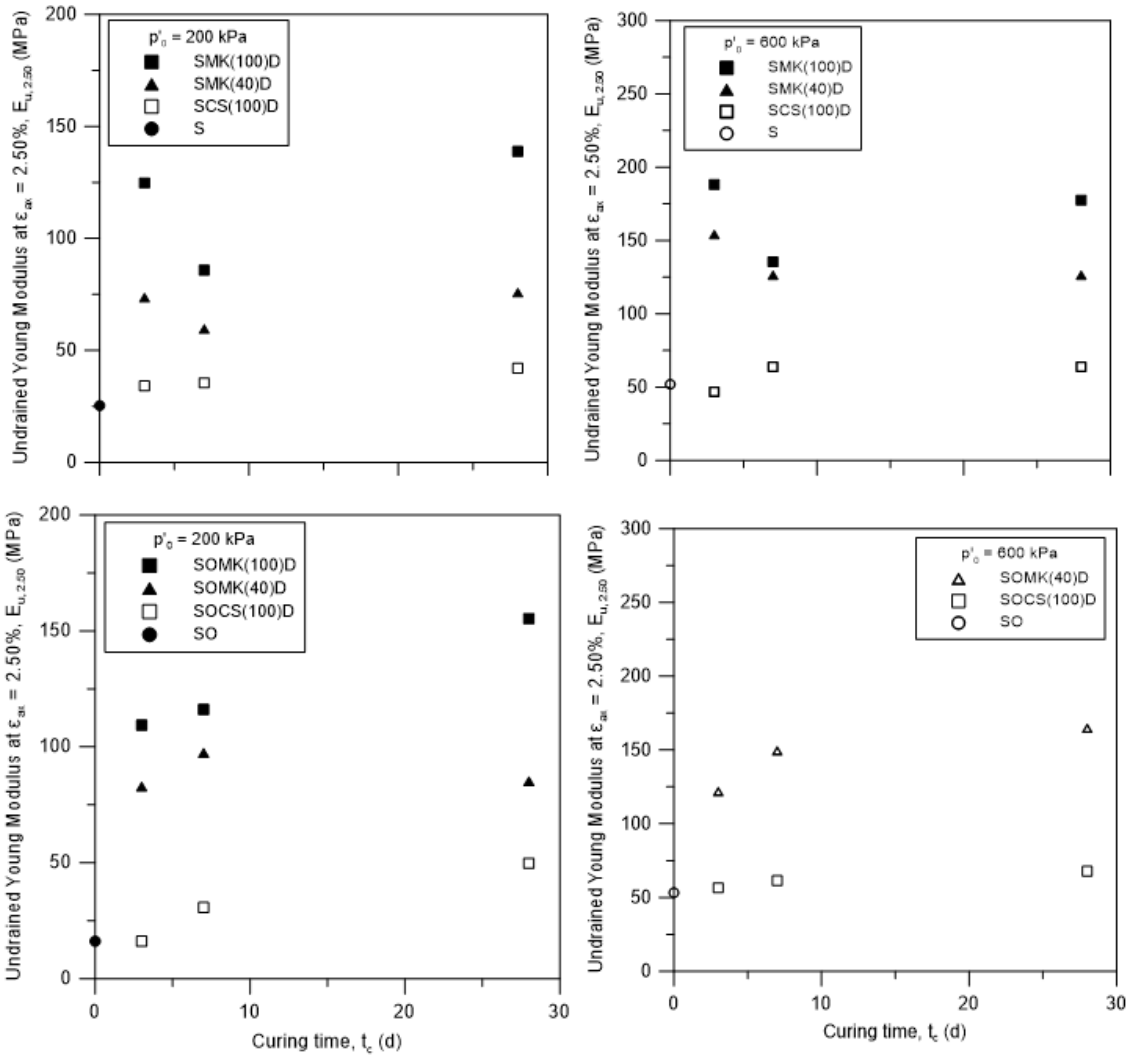 200
150
100
50
0
Undrained Young Modulus at εax = 2.50%, Eu,2.50 (MPa)
p'0 = 200 kPa
SMK(100)D
SMK(40)D
SCS(100)D
S
300
250
200
150
100
50
0
Undrained Young Modulus at εax = 2.50%, Eu,2.50 (MPa)
p'0 = 600 kPa
SMK(100)D
SMK(40)D
SCS(100)D
S
200
150
100
50
0
Undrained Young Modulus at εax = 2.50%, Eu,2.50 (MPa)
p'0 = 200 kPa
SOMK(100)D
SOMK(40)D
SOCS(100)D
SO
0 10 20 30
Curing time, tc (d)
300
250
200
150
100
50
0
Undrained Young Modulus at εax = 2.50%, Eu,2.50 (MPa)
p'0 = 600 kPa
SOMK(40)D
SOCS(100)D
SO
0 10 20 30
Curing time, tc (d)